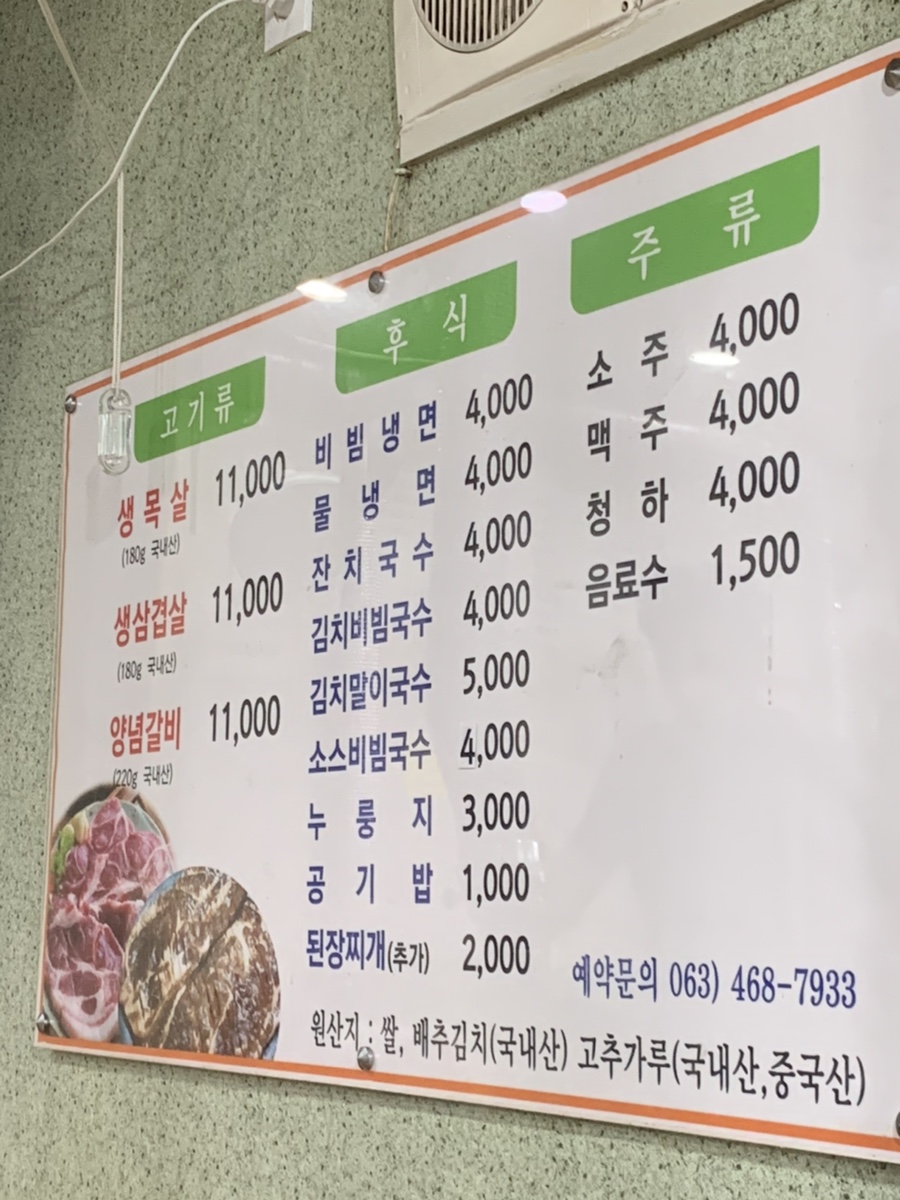 고기류
생목살 11,000
(180g 국내산)
생삼겹살 11,000
(180g 국내산)
양념갈비 11,000
(220g 국내산)
후식
비빔냉면 4,000
물냉면 4,000
잔치국수 4,000
김치비빔국수 4,000
김치말이국수 5,000
소스비빔국수 4,000
누룽지 3,000
공기밥 1,000
된장찌개(추가) 2,000
주류
소주 4,000
맥주 4,000
청하 4,000
음료수 1,500
예약문의 063) 468-7933
원산지 : 쌀, 배추김치(국내산) 고추가루(국내산,중국산)